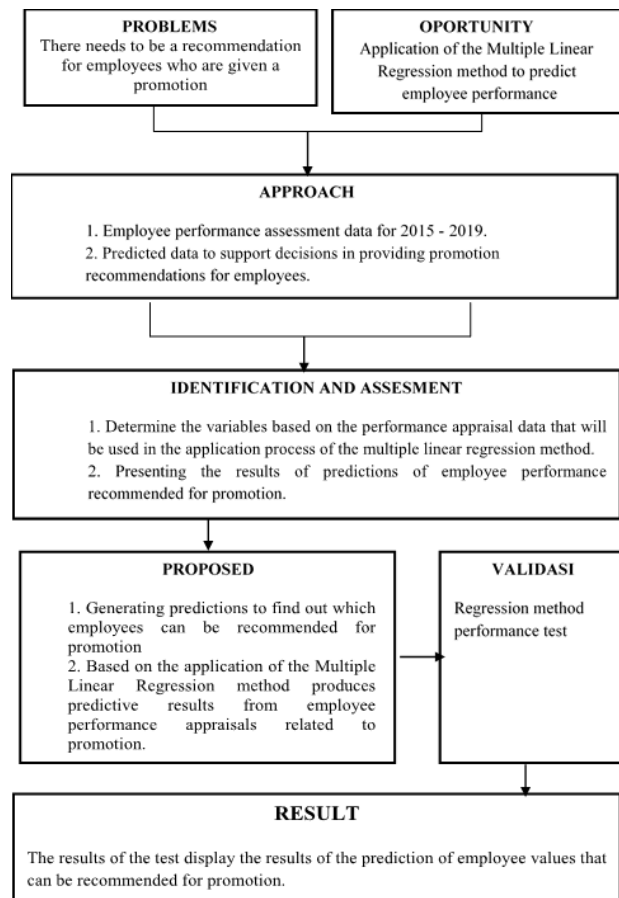 PROBLEMS
There needs to be a recommendation
for employees who are given a
promotion
OPORTUNITY
Application of the Multiple Linear
Regression method to predict
employee performance
APPROACH
1. Employee performance assessment data for 2015 - 2019.
2. Predicted data to support decisions in providing promotion
recommendations for employees.
IDENTIFICATION AND ASSESMENT
1. Determine the variables based on the performance appraisal data that will
be used in the application process of the multiple linear regression method.
2. Presenting the results of predictions of employee performance
recommended for promotion.
PROPOSED
1. Generating predictions to find out which
employees can be recommended for
promotion
2. Based on the application of the Multiple
Linear Regression method produces
predictive results from employee
performance appraisals related to
promotion.
VALIDASI
Regression method
performance test
RESULT
The results of the test display the results of the prediction of employee values that
can be recommended for promotion.